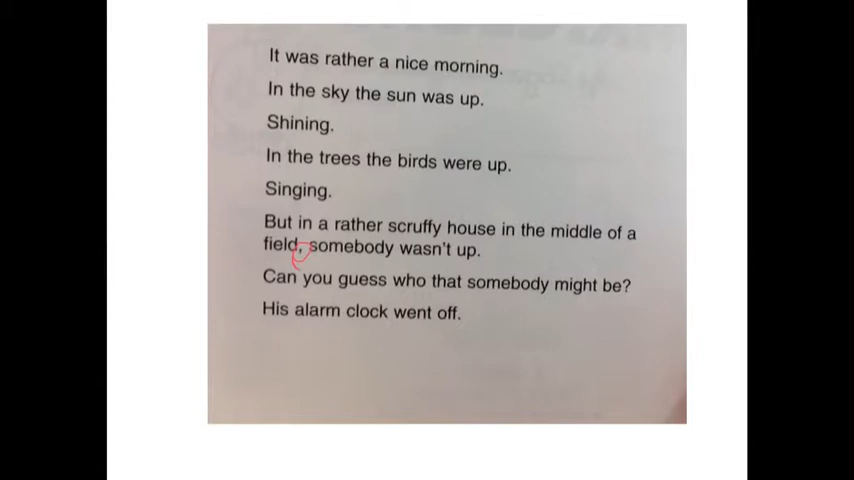 It was rather a nice morning.
In the sky the sun was up.
Shining.
In the trees the birds were up.
Singing.
But in a rather scruffy house in the middle of a
field, somebody wasn't up.
Can you guess who that somebody might be?
His alarm clock went off.